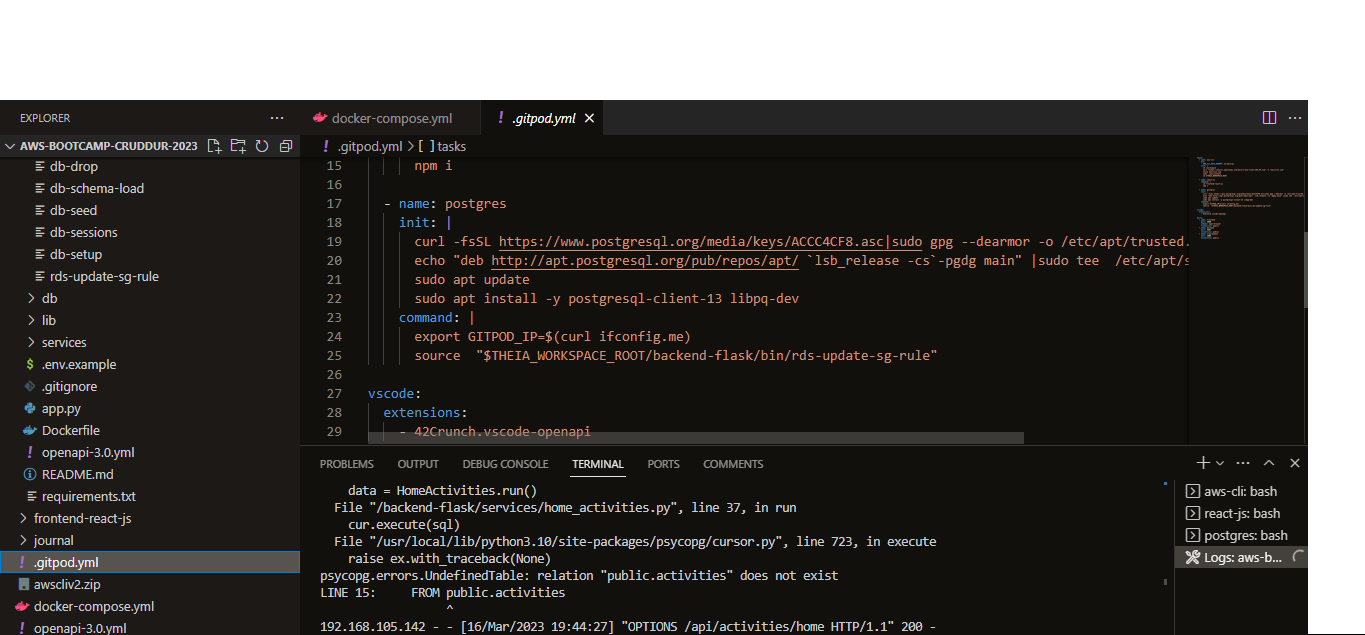 EXPLORER
AWS-BOOTCAMP-CRUDDUR-2023
db-drop
db-schema-load
db-seed
db-sessions
db-setup
rds-update-sg-rule
db
lib
services
.env.example
.gitignore
app.py
Dockerfile
openapi-3.0.yml
README.md
requirements.txt
frontend-react-js
journal
.gitpod.yml
awscliv2.zip
docker-compose.yml
openapi-3.0.yml
docker-compose.yml
.gitpod.yml
.gitpod.yml > [ ] tasks
15 npm i
16
17 - name: postgres
18 init: |
19 curl -fsSL https://www.postgresql.org/media/keys/ACCC4CF8.asc|sudo gpg --dearmor -o /etc/apt/trusted.
20 echo "deb http://apt.postgresql.org/pub/repos/apt/ `lsb_release -cs`-pgdg main" |sudo tee  /etc/apt/s
21 sudo apt update
22 sudo apt install -y postgresql-client-13 libpq-dev
23 command: |
24 export GITPOD_IP=$(curl ifconfig.me)
25 source  "$THEIA_WORKSPACE_ROOT/backend-flask/bin/rds-update-sg-rule"
26
27 vscode:
28 extensions:
29 - 42Crunch.vscode-openapi
PROBLEMS OUTPUT DEBUG CONSOLE TERMINAL PORTS COMMENTS
data = HomeActivities.run()
File "/backend-flask/services/home_activities.py", line 37, in run
cur.execute(sql)
File "/usr/local/lib/python3.10/site-packages/psycopg/cursor.py", line 723, in execute
raise ex.with_traceback(None)
psycopg.errors.UndefinedTable: relation "public.activities" does not exist
LINE 15:     FROM public.activities
^
192.168.105.142 - - [16/Mar/2023 19:44:27] "OPTIONS /api/activities/home HTTP/1.1" 200 -
aws-cli: bash
react-js: bash
postgres: bash
Logs: aws-b...